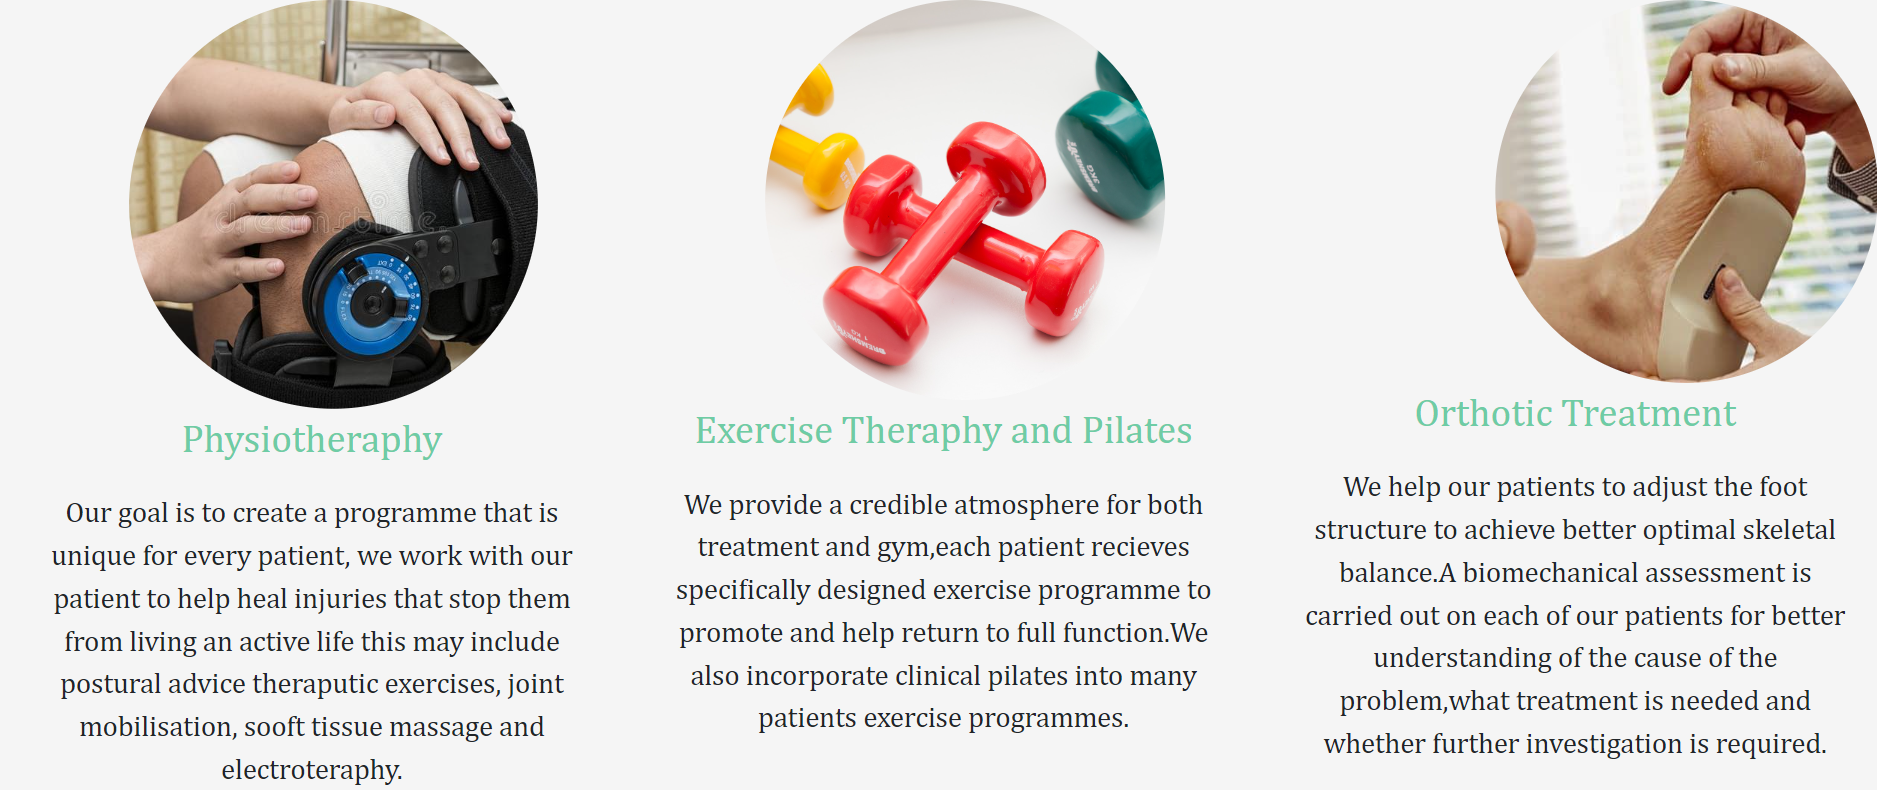 dreamstime.
3KG
1
KG
Physiotheraphy
Our goal is to create a programme that is
unique for every patient, we work with our
patient to help heal injuries that stop them
from living an active life this may include
postural advice theraputic exercises, joint
mobilisation, sooft tissue massage and
electroteraphy.
Exercise Theraphy and Pilates
We provide a credible atmosphere for both
treatment and gym,each patient recieves
specifically designed exercise programme to
promote and help return to full function.We
also incorporate clinical pilates into many
patients exercise programmes.
Orthotic Treatment
We help our patients to adjust the foot
structure to achieve better optimal skeletal
balance.A biomechanical assessment is
carried out on each of our patients for better
understanding of the cause of the
problem,what treatment is needed and
whether further investigation is required.